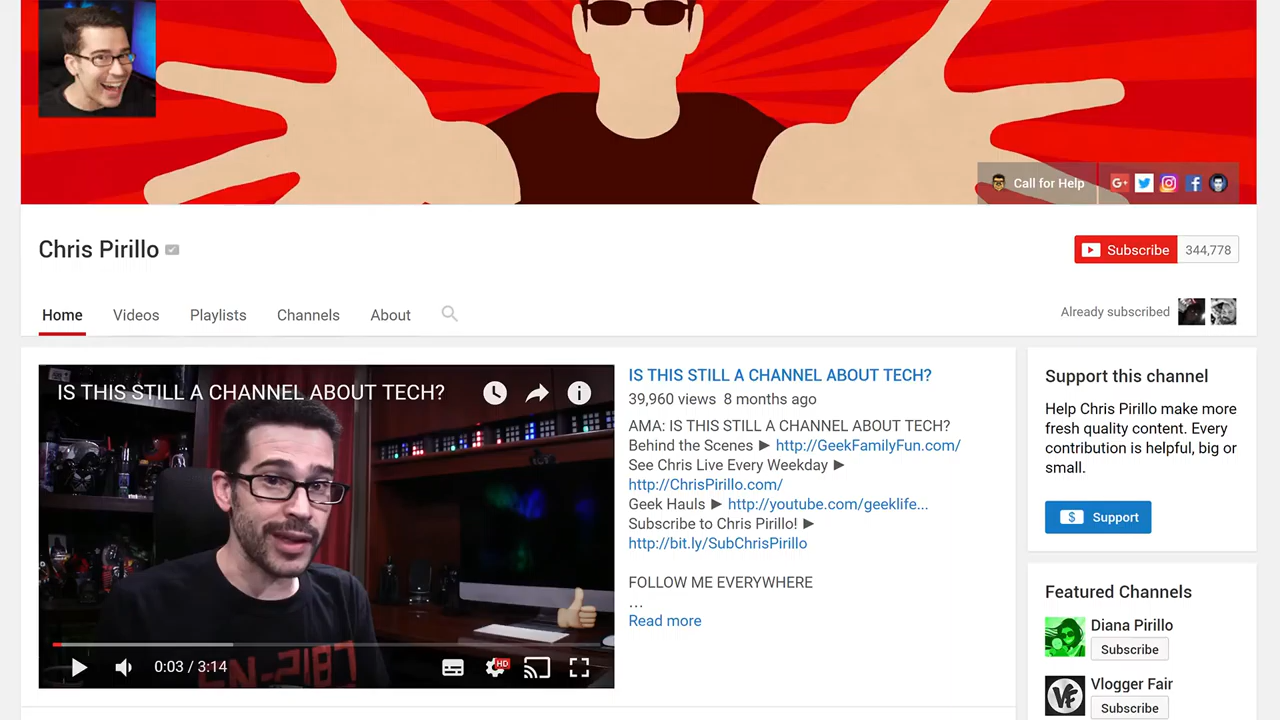 Call for Help
Chris Pirillo
Subscribe 344,778
Home Videos Playlists Channels About
Already subscribed
IS THIS STILL A CHANNEL ABOUT TECH?
FN-2187
0:03 / 3:14
HD
IS THIS STILL A CHANNEL ABOUT TECH?
39,960 views 8 months ago
AMA: IS THIS STILL A CHANNEL ABOUT TECH?
Behind the Scenes ► http://GeekFamilyFun.com/
See Chris Live Every Weekday ►
http://ChrisPirillo.com/
Geek Hauls ► http://youtube.com/geeklife...
Subscribe to Chris Pirillo! ►
http://bit.ly/SubChrisPirillo
FOLLOW ME EVERYWHERE
...
Read more
Support this channel
Help Chris Pirillo make more
fresh quality content. Every
contribution is helpful, big or
small.
$ Support
Featured Channels
Diana Pirillo
Subscribe
VF
Vlogger Fair
Subscribe